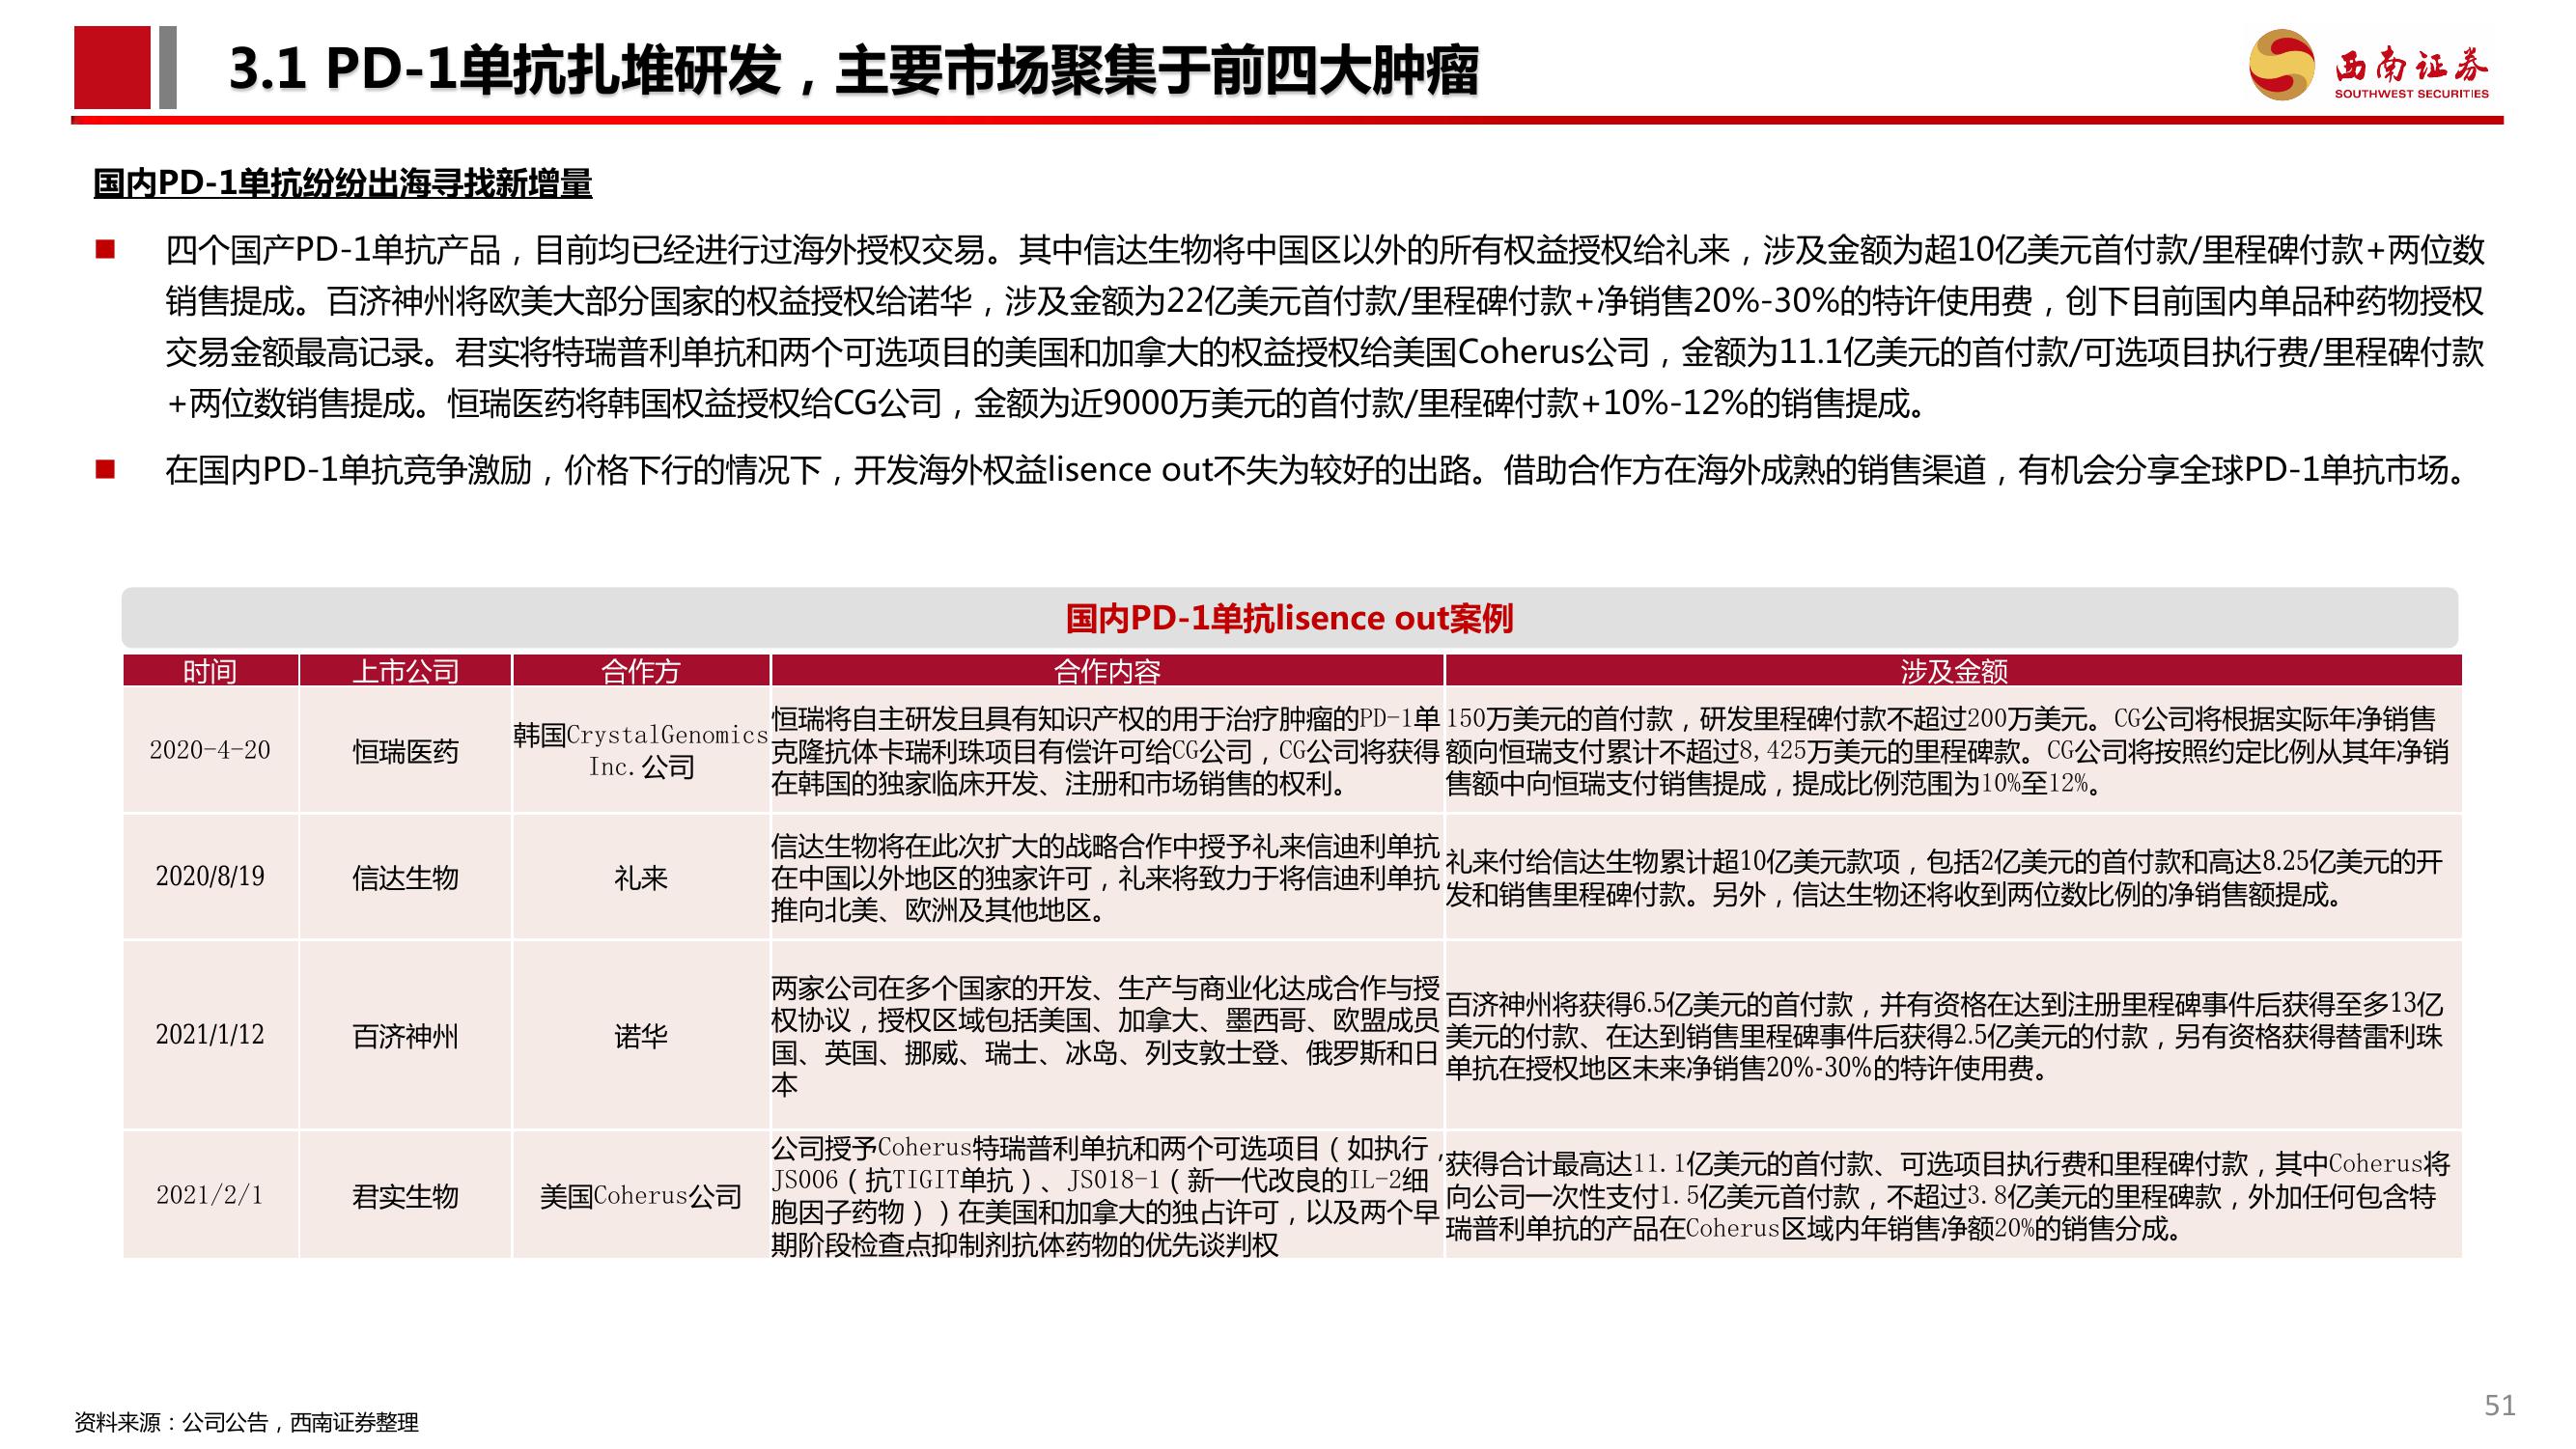 3.1 PD-1单抗扎堆研发，主要市场聚集于前四大肿瘤
西南证券
SOUTHWEST SECURITIES
国内PD-1单抗纷纷出海寻找新增量
四个国产PD-1单抗产品，目前均已经进行过海外授权交易。其中信达生物将中国区以外的所有权益授权给礼来，涉及金额为超10亿美元首付款/里程碑付款+两位数
销售提成。百济神州将欧美大部分国家的权益授权给诺华，涉及金额为22亿美元首付款/里程碑付款+净销售20%-30%的特许使用费，创下目前国内单品种药物授权
交易金额最高记录。君实将特瑞普利单抗和两个可选项目的美国和加拿大的权益授权给美国Coherus公司，金额为11.1亿美元的首付款/可选项目执行费/里程碑付款
+两位数销售提成。恒瑞医药将韩国权益授权给CG公司，金额为近9000万美元的首付款/里程碑付款+10%-12%的销售提成。
在国内PD-1单抗竞争激励，价格下行的情况下，开发海外权益lisence out不失为较好的出路。借助合作方在海外成熟的销售渠道，有机会分享全球PD-1单抗市场。
国内PD-1单抗lisence out案例
时间 上市公司 合作方 合作内容 涉及金额
2020-4-20
恒瑞医药
韩国CrystalGenomics
Inc.公司
恒瑞将自主研发且具有知识产权的用于治疗肿瘤的PD-1单
克隆抗体卡瑞利珠项目有偿许可给CG公司，CG公司将获得
在韩国的独家临床开发、注册和市场销售的权利。
150万美元的首付款，研发里程碑付款不超过200万美元。CG公司将根据实际年净销售
额向恒瑞支付累计不超过8,425万美元的里程碑款。CG公司将按照约定比例从其年净销
售额中向恒瑞支付销售提成，提成比例范围为10%至12%。
2020/8/19
信达生物
礼来
信达生物将在此次扩大的战略合作中授予礼来信迪利单抗
在中国以外地区的独家许可，礼来将致力于将信迪利单抗
推向北美、欧洲及其他地区。
礼来付给信达生物累计超10亿美元款项，包括2亿美元的首付款和高达8.25亿美元的开
发和销售里程碑付款。另外，信达生物还将收到两位数比例的净销售额提成。
2021/1/12
百济神州
诺华
两家公司在多个国家的开发、生产与商业化达成合作与授
权协议，授权区域包括美国、加拿大、墨西哥、欧盟成员
国、英国、挪威、瑞士、冰岛、列支敦士登、俄罗斯和日
本
百济神州将获得6.5亿美元的首付款，并有资格在达到注册里程碑事件后获得至多13亿
美元的付款、在达到销售里程碑事件后获得2.5亿美元的付款，另有资格获得替雷利珠
单抗在授权地区未来净销售20%-30%的特许使用费。
2021/2/1
君实生物
美国Coherus公司
公司授予Coherus特瑞普利单抗和两个可选项目（如执行，
JS006（抗TIGIT单抗）、JS018-1（新一代改良的IL-2细
胞因子药物））在美国和加拿大的独占许可，以及两个早
期阶段检查点抑制剂抗体药物的优先谈判权
获得合计最高达11.1亿美元的首付款、可选项目执行费和里程碑付款，其中Coherus将
向公司一次性支付1.5亿美元首付款，不超过3.8亿美元的里程碑款，外加任何包含特
瑞普利单抗的产品在Coherus区域内年销售净额20%的销售分成。
资料来源：公司公告，西南证券整理
51